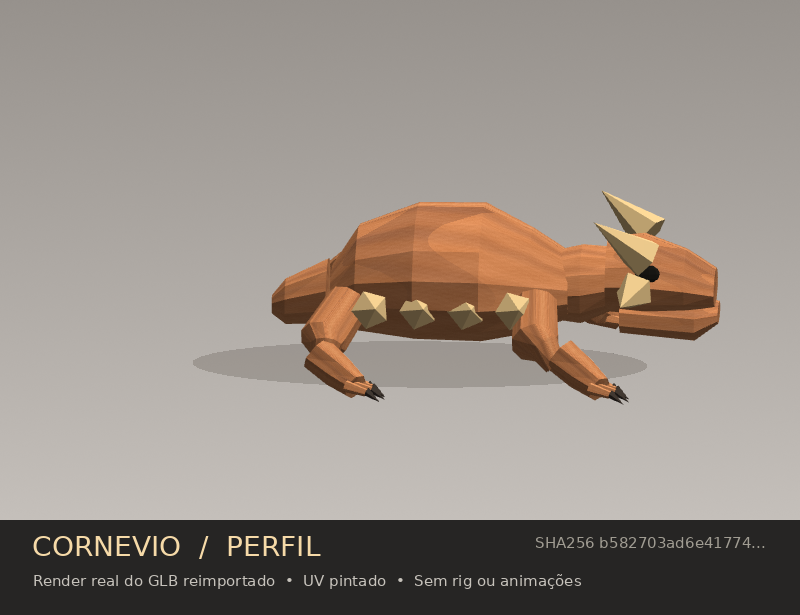 CORNEVIO / PERFIL
SHA256 b582703ad6e41774...
Render real do GLB reimportado • UV pintado • Sem rig ou animações